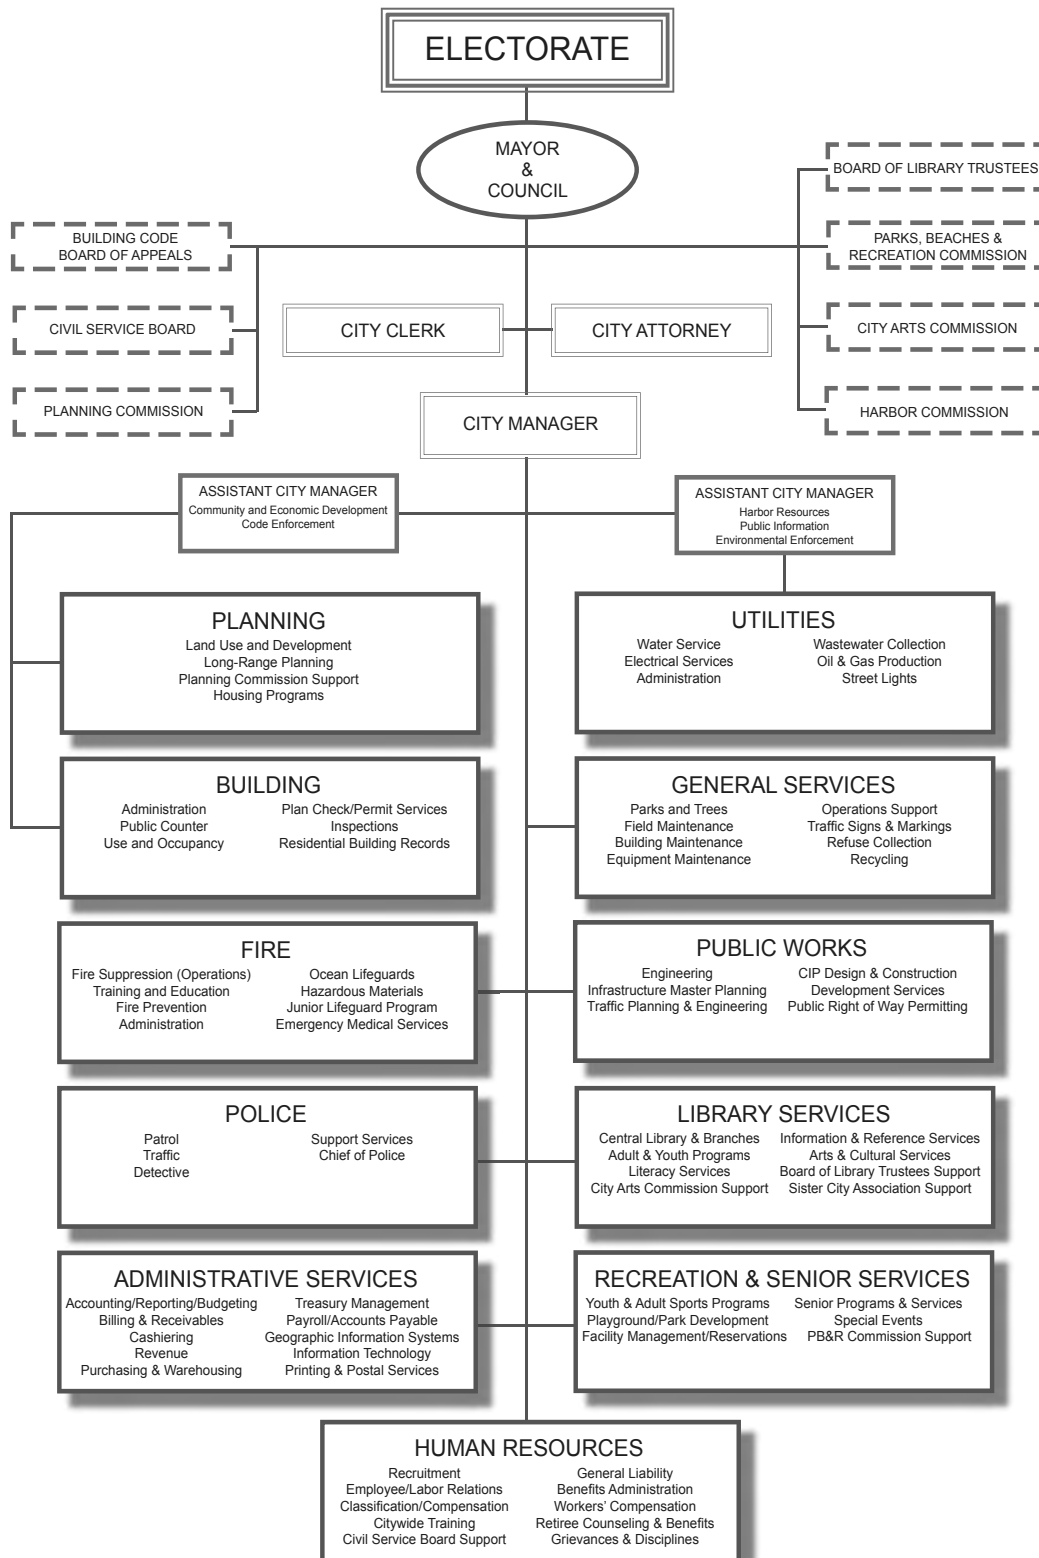 ELECTORATE
MAYOR
&
COUNCIL
BOARD OF LIBRARY TRUSTEES
BUILDING CODE
BOARD OF APPEALS
PARKS, BEACHES &
RECREATION COMMISSION
CIVIL SERVICE BOARD
CITY CLERK
CITY ATTORNEY
CITY ARTS COMMISSION
PLANNING COMMISSION
CITY MANAGER
HARBOR COMMISSION
ASSISTANT CITY MANAGER
Community and Economic Development
Code Enforcement
ASSISTANT CITY MANAGER
Harbor Resources
Public Information
Environmental Enforcement
PLANNING
Land Use and Development
Long-Range Planning
Planning Commission Support
Housing Programs
UTILITIES
Water Service
Electrical Services
Administration
Wastewater Collection
Oil & Gas Production
Street Lights
BUILDING
Administration
Public Counter
Use and Occupancy
Plan Check/Permit Services
Inspections
Residential Building Records
GENERAL SERVICES
Parks and Trees
Field Maintenance
Building Maintenance
Equipment Maintenance
Operations Support
Traffic Signs & Markings
Refuse Collection
Recycling
FIRE
Fire Suppression (Operations)
Training and Education
Fire Prevention
Administration
Ocean Lifeguards
Hazardous Materials
Junior Lifeguard Program
Emergency Medical Services
PUBLIC WORKS
Engineering
Infrastructure Master Planning
Traffic Planning & Engineering
CIP Design & Construction
Development Services
Public Right of Way Permitting
POLICE
Patrol
Traffic
Detective
Support Services
Chief of Police
LIBRARY SERVICES
Central Library & Branches
Adult & Youth Programs
Literacy Services
City Arts Commission Support
Information & Reference Services
Arts & Cultural Services
Board of Library Trustees Support
Sister City Association Support
ADMINISTRATIVE SERVICES
Accounting/Reporting/Budgeting
Billing & Receivables
Cashiering
Revenue
Purchasing & Warehousing
Treasury Management
Payroll/Accounts Payable
Geographic Information Systems
Information Technology
Printing & Postal Services
RECREATION & SENIOR SERVICES
Youth & Adult Sports Programs
Playground/Park Development
Facility Management/Reservations
Senior Programs & Services
Special Events
PB&R Commission Support
HUMAN RESOURCES
Recruitment
Employee/Labor Relations
Classification/Compensation
Citywide Training
Civil Service Board Support
General Liability
Benefits Administration
Workers' Compensation
Retiree Counseling & Benefits
Grievances & Disciplines